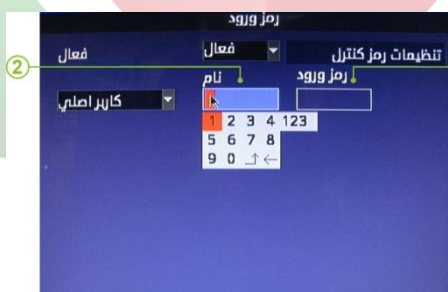 رمز ورود
تنظیمات رمز کنترل فعال فعال
رمز ورود نام
کاربر اصلي
1 2 3 4 123
5 6 7 8
9 0
2